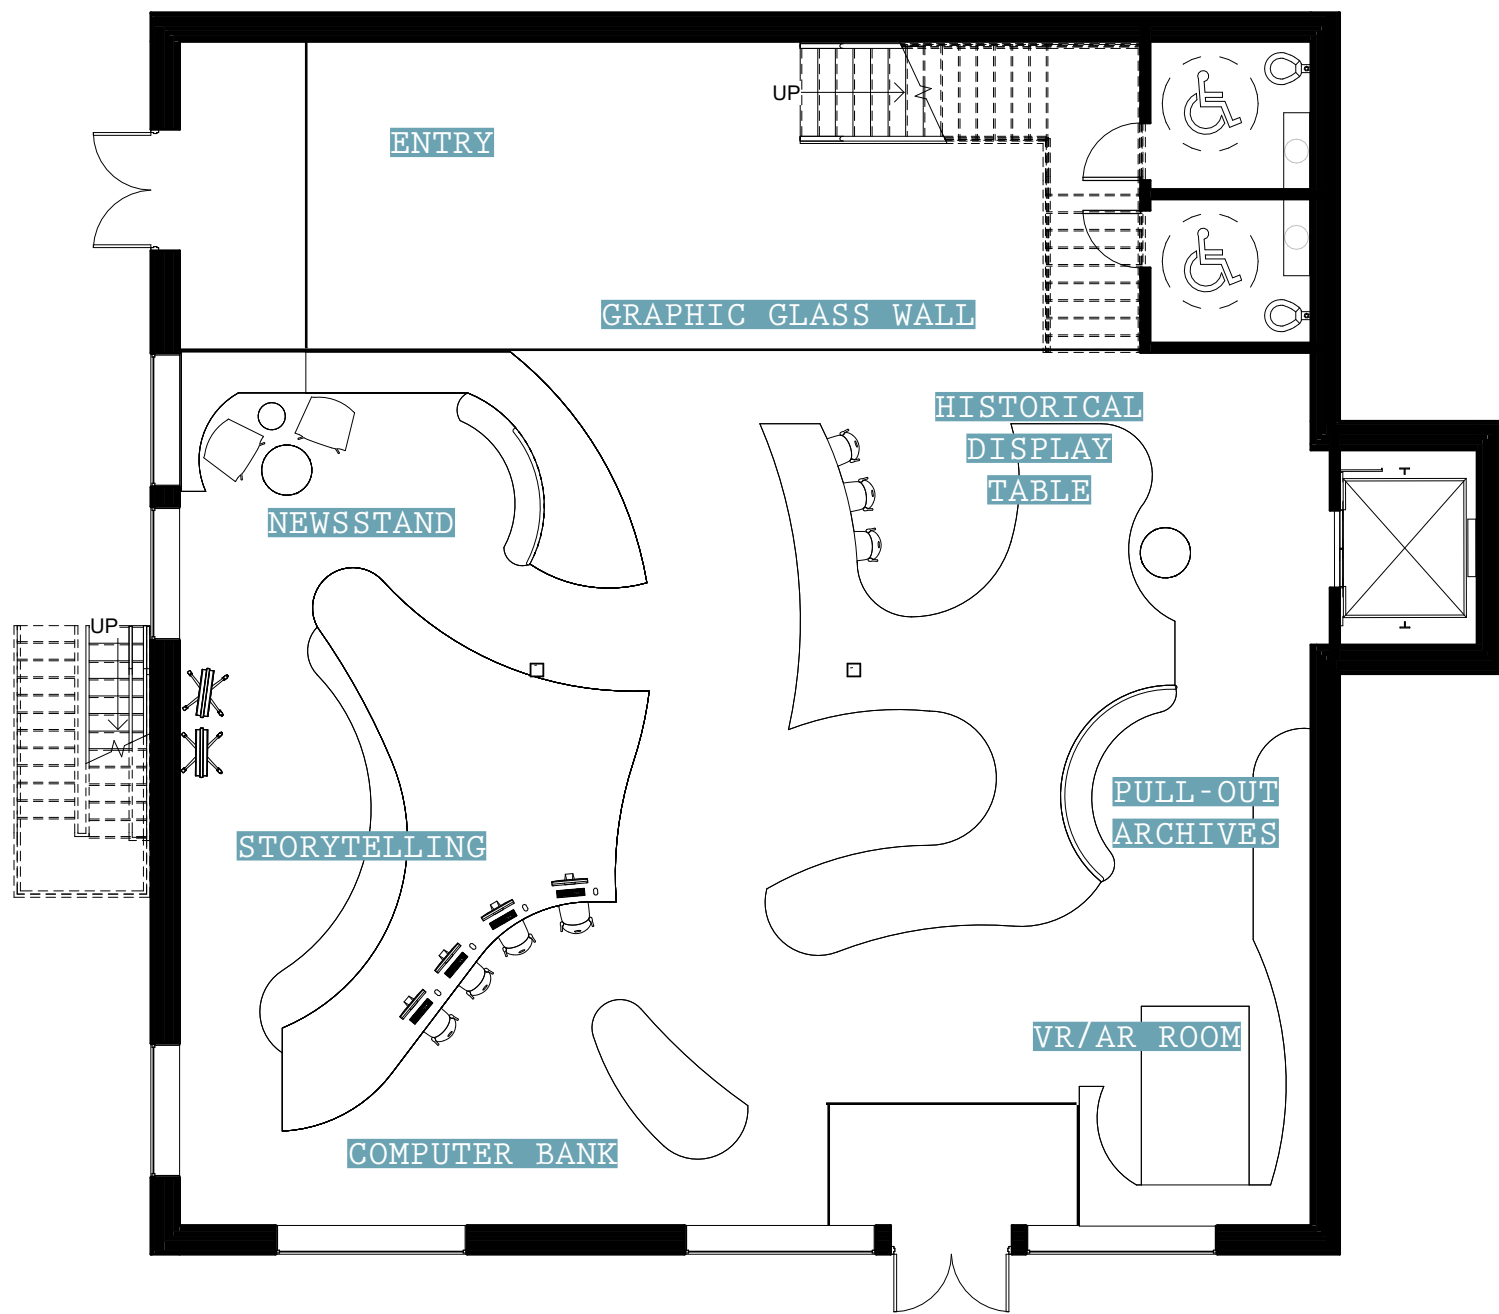 UP
ENTRY
GRAPHIC GLASS WALL
HISTORICAL
DISPLAY
TABLE
NEWSSTAND
UP
PULL-OUT
ARCHIVES
STORYTELLING
VR/AR ROOM
COMPUTER BANK